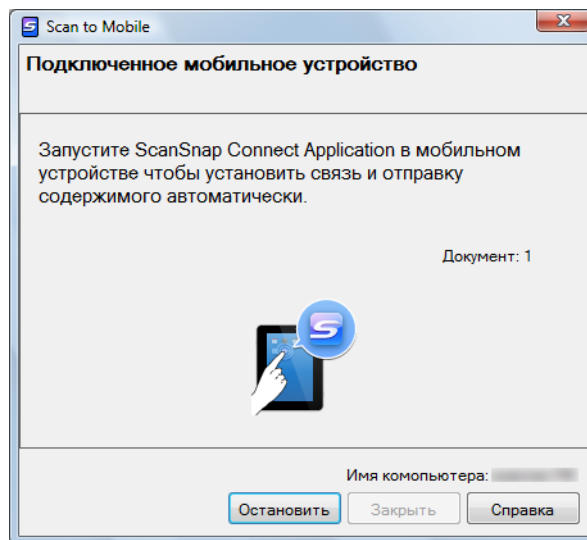 Scan to Mobile
Подключенное мобильное устройство
Запустите ScanSnap Connect Application в мобильном
устройстве чтобы установить связь и отправку
содержимого автоматически.
Документ: 1
Имя комопьютера:
Остановить Закрыть Справка